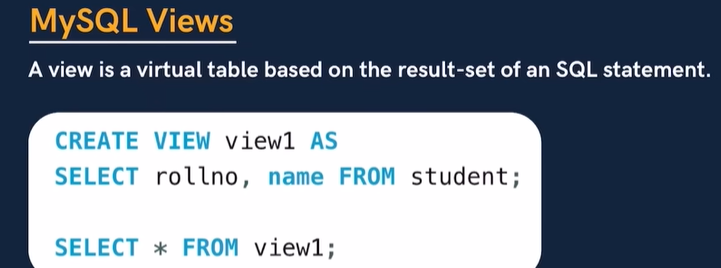 MySQL Views
A view is a virtual table based on the result-set of an SQL statement.
CREATE VIEW view1 AS
SELECT rollno, name FROM student;
SELECT * FROM view1;